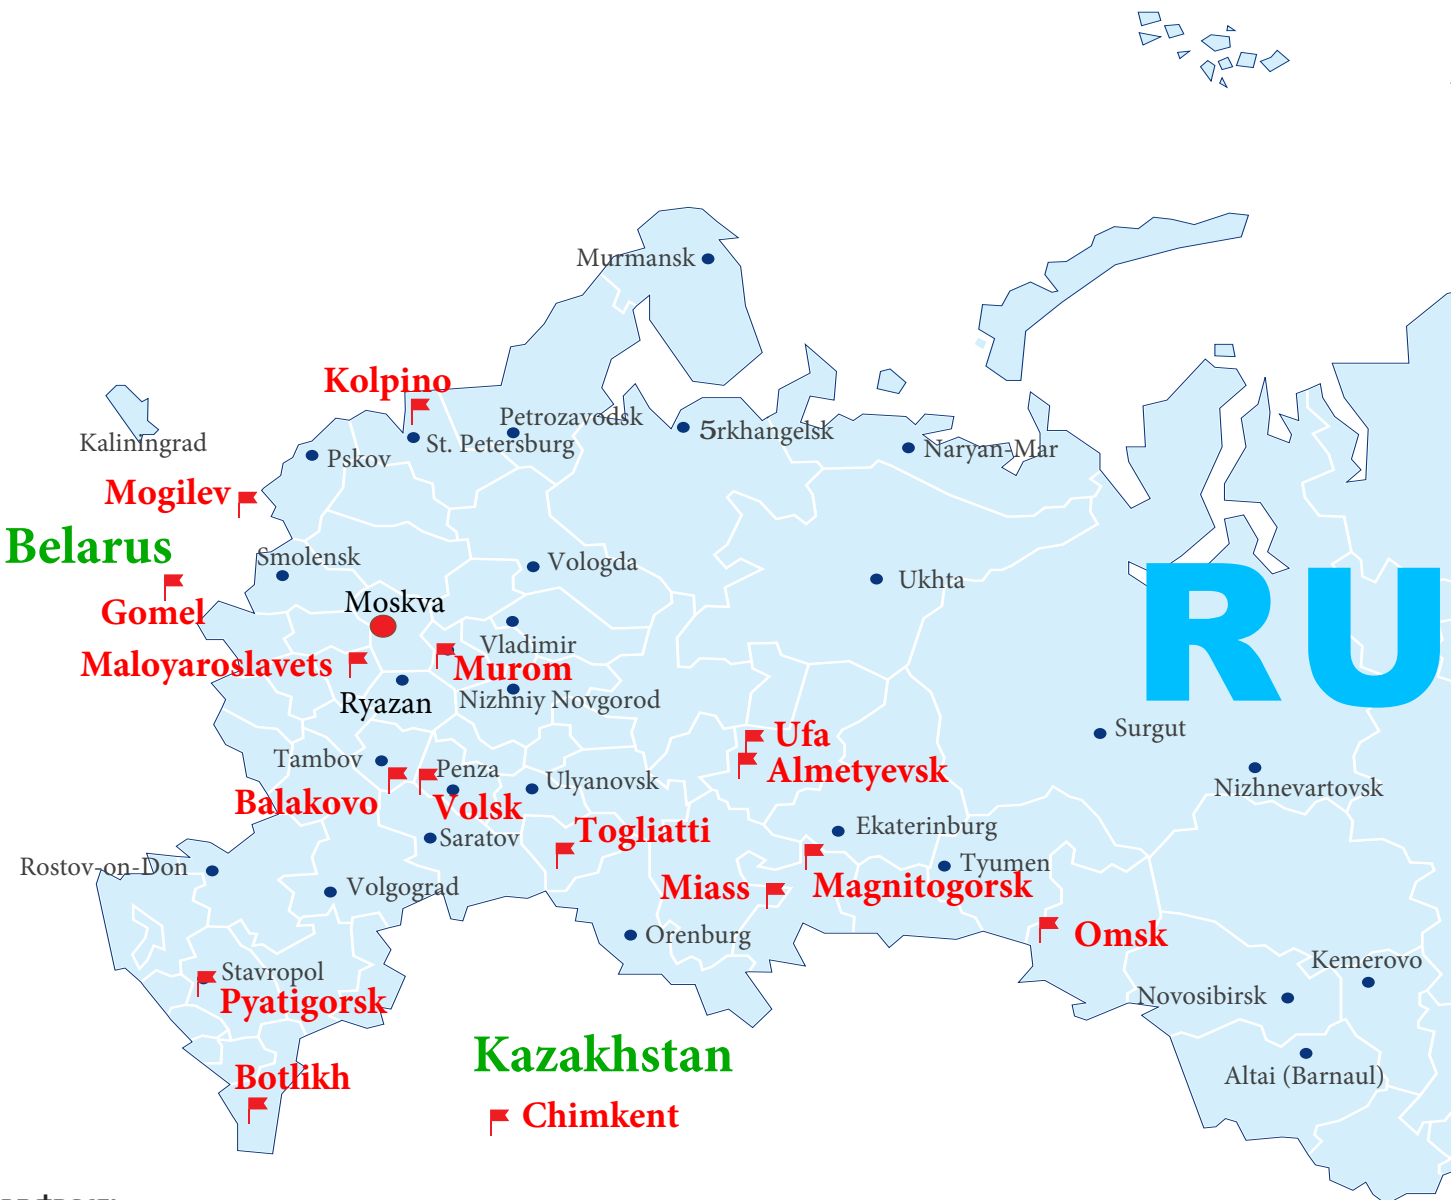 Murmansk
Kolpino
Petrozavodsk
5rkhangelsk
Kaliningrad
St. Petersburg
Pskov
Naryan-Mar
Mogilev
Belarus
Smolensk
Vologda
Ukhta
RU
Moskva
Gomel
Vladimir
Maloyaroslavets
Murom
Ryazan
Nizhniy Novgorod
Surgut
Ufa
Tambov
Penza
Almetyevsk
Ulyanovsk
Nizhnevartovsk
Balakovo
Volsk
Togliatti
Ekaterinburg
Saratov
Rostov-on-Don
Tyumen
Volgograd
Miass
Magnitogorsk
Orenburg
Omsk
Kemerovo
Stavropol
Novosibirsk
Pyatigorsk
Kazakhstan
Botlikh
Altai (Barnaul)
Chimkent